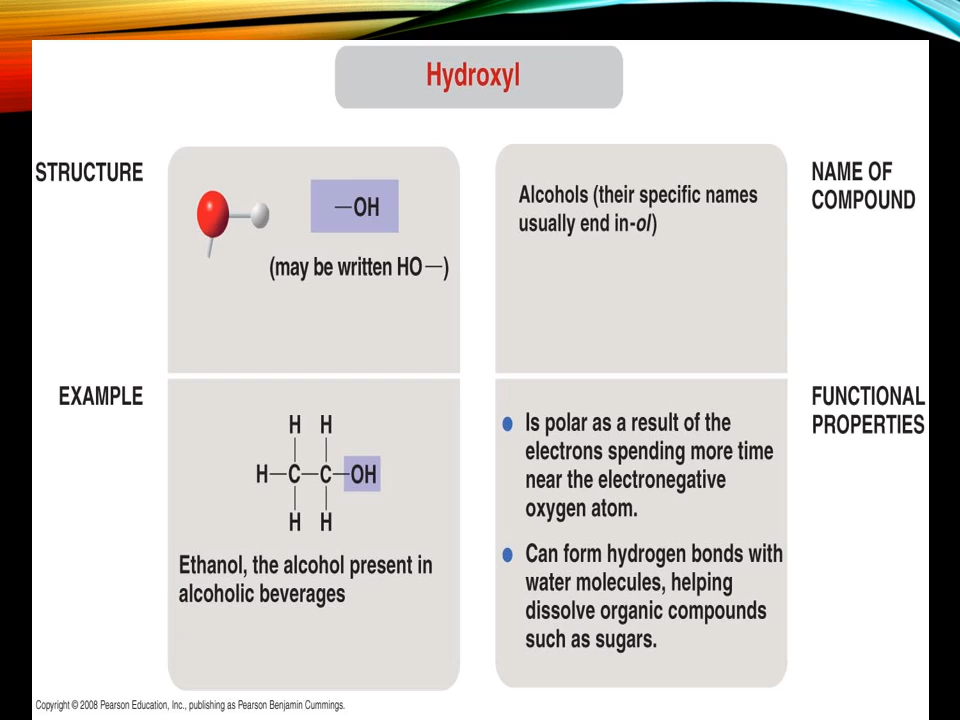 Hydroxyl
STRUCTURE
—OH
(may be written HO—)
Alcohols (their specific names
usually end in-ol)
NAME OF
COMPOUND
EXAMPLE
H H
H—C—C—OH
H H
Ethanol, the alcohol present in
alcoholic beverages
• Is polar as a result of the
electrons spending more time
near the electronegative
oxygen atom.
• Can form hydrogen bonds with
water molecules, helping
dissolve organic compounds
such as sugars.
FUNCTIONAL
PROPERTIES
Copyright © 2008 Pearson Education, Inc., publishing as Pearson Benjamin Cummings.